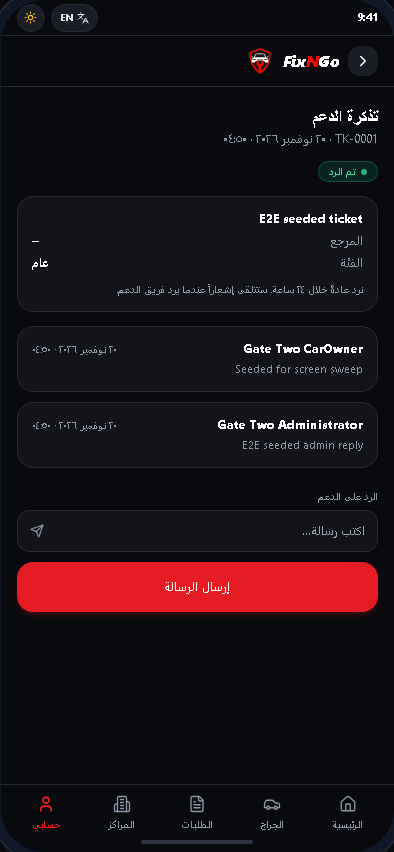 9:41
EN
FixNGo
تذكرة الدعم
TK-0001 · ٢٠ نوفمبر ٢٠٢٦ · ٠٤:٥٠
تم الرد
E2E seeded ticket
المرجع —
الفئة عام
نرد عادةً خلال ٢٤ ساعة. ستتلقى إشعاراً عندما يرد فريق الدعم.
Gate Two CarOwner ٢٠ نوفمبر ٢٠٢٦ · ٠٤:٥٠
Seeded for screen sweep
Gate Two Administrator ٢٠ نوفمبر ٢٠٢٦ · ٠٤:٥٠
E2E seeded admin reply
الرد على الدعم
اكتب رسالة...
إرسال الرسالة
الرئيسية الجراج الطلبات المراكز حسابي